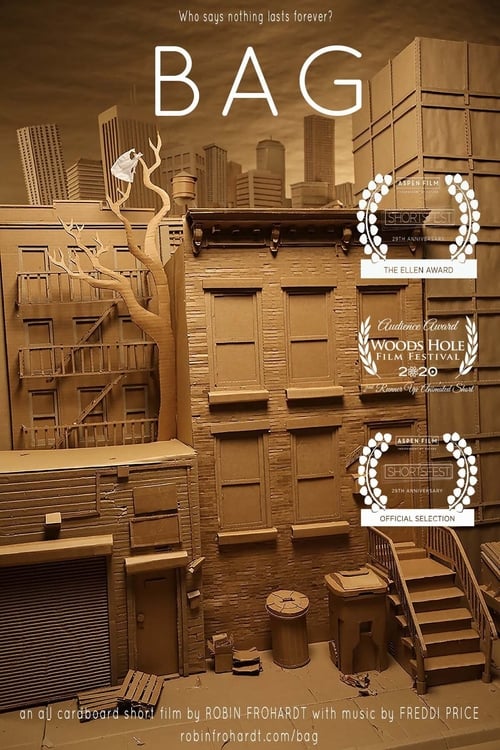 Who says nothing lasts forever?
BAG
ASPEN FILM
SHORTSFEST
29TH ANNIVERSARY
THE ELLEN AWARD
Audience Award
WOODS HOLE
FILM FESTIVAL
2020
Runner Up: Animated Short
ASPEN FILM
SHORTSFEST
29TH ANNIVERSARY
OFFICIAL SELECTION
an all cardboard short film by ROBIN FROHARDT with music by FREDDI PRICE
robinfrohardt.com/bag